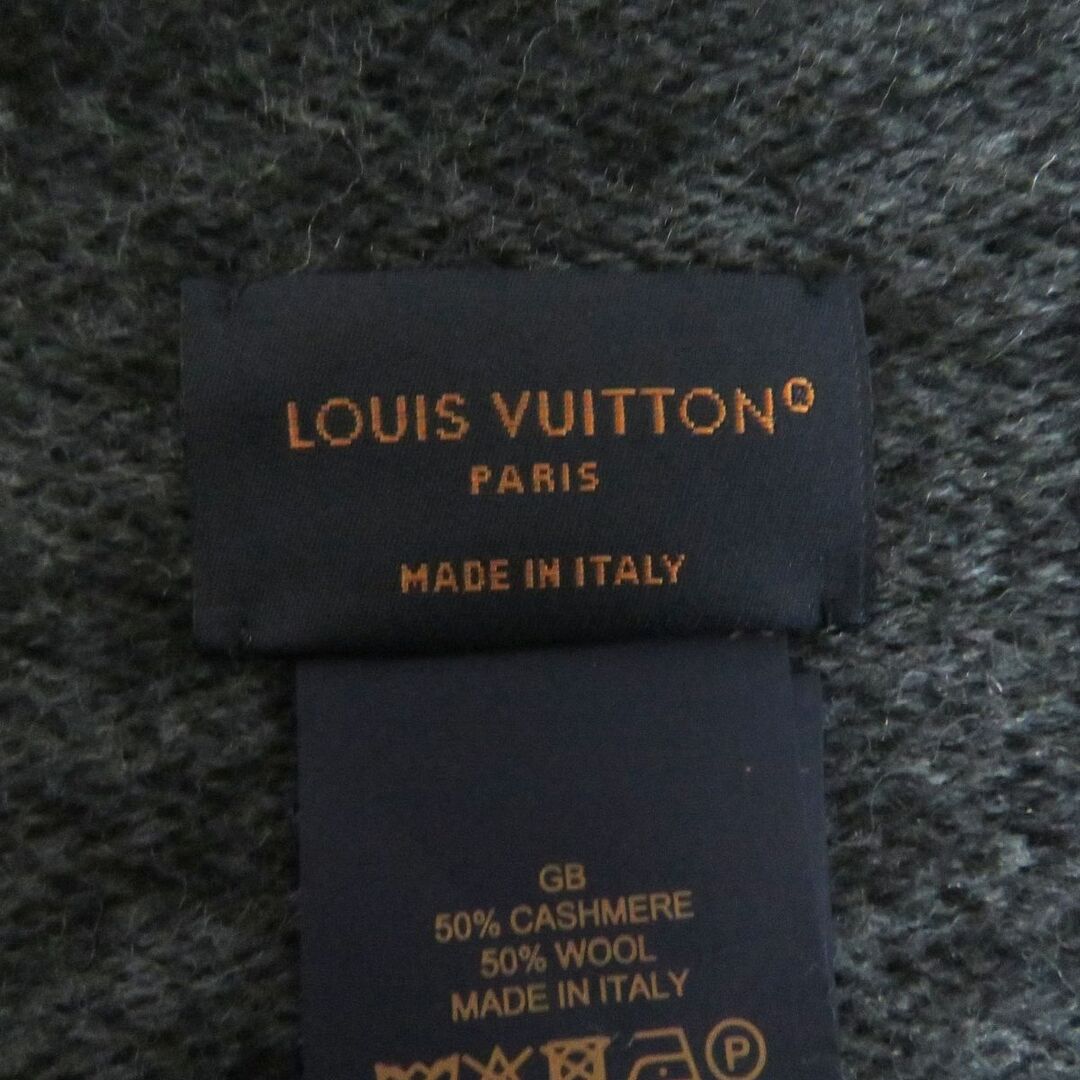 LOUIS VUITTON®
PARIS
MADE IN ITALY
GB
50% CASHMERE
50% WOOL
MADE IN ITALY
P